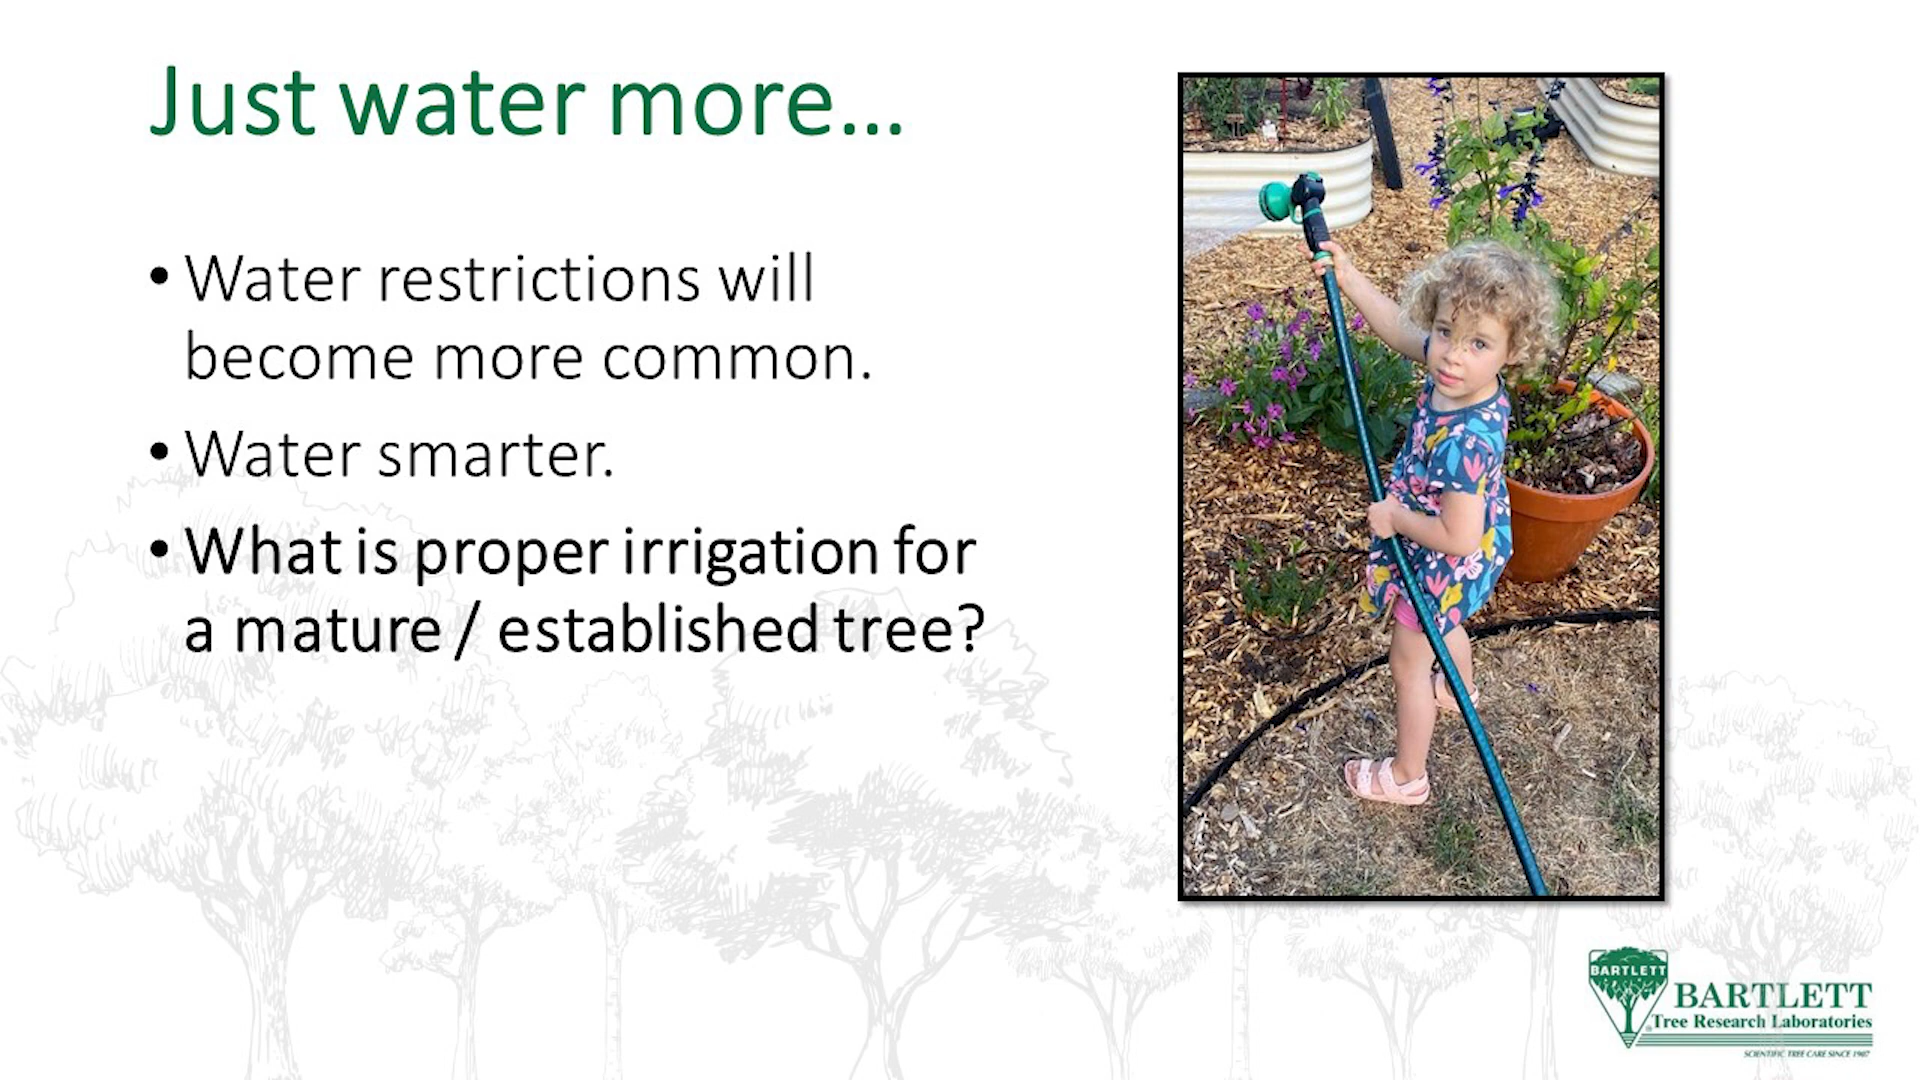 Just water more...
• Water restrictions will
become more common.
• Water smarter.
• What is proper irrigation for
a mature / established tree?
BARTLETT
BARTLETT
Tree Research Laboratories
SCIENTIFIC TREE CARE SINCE 1907